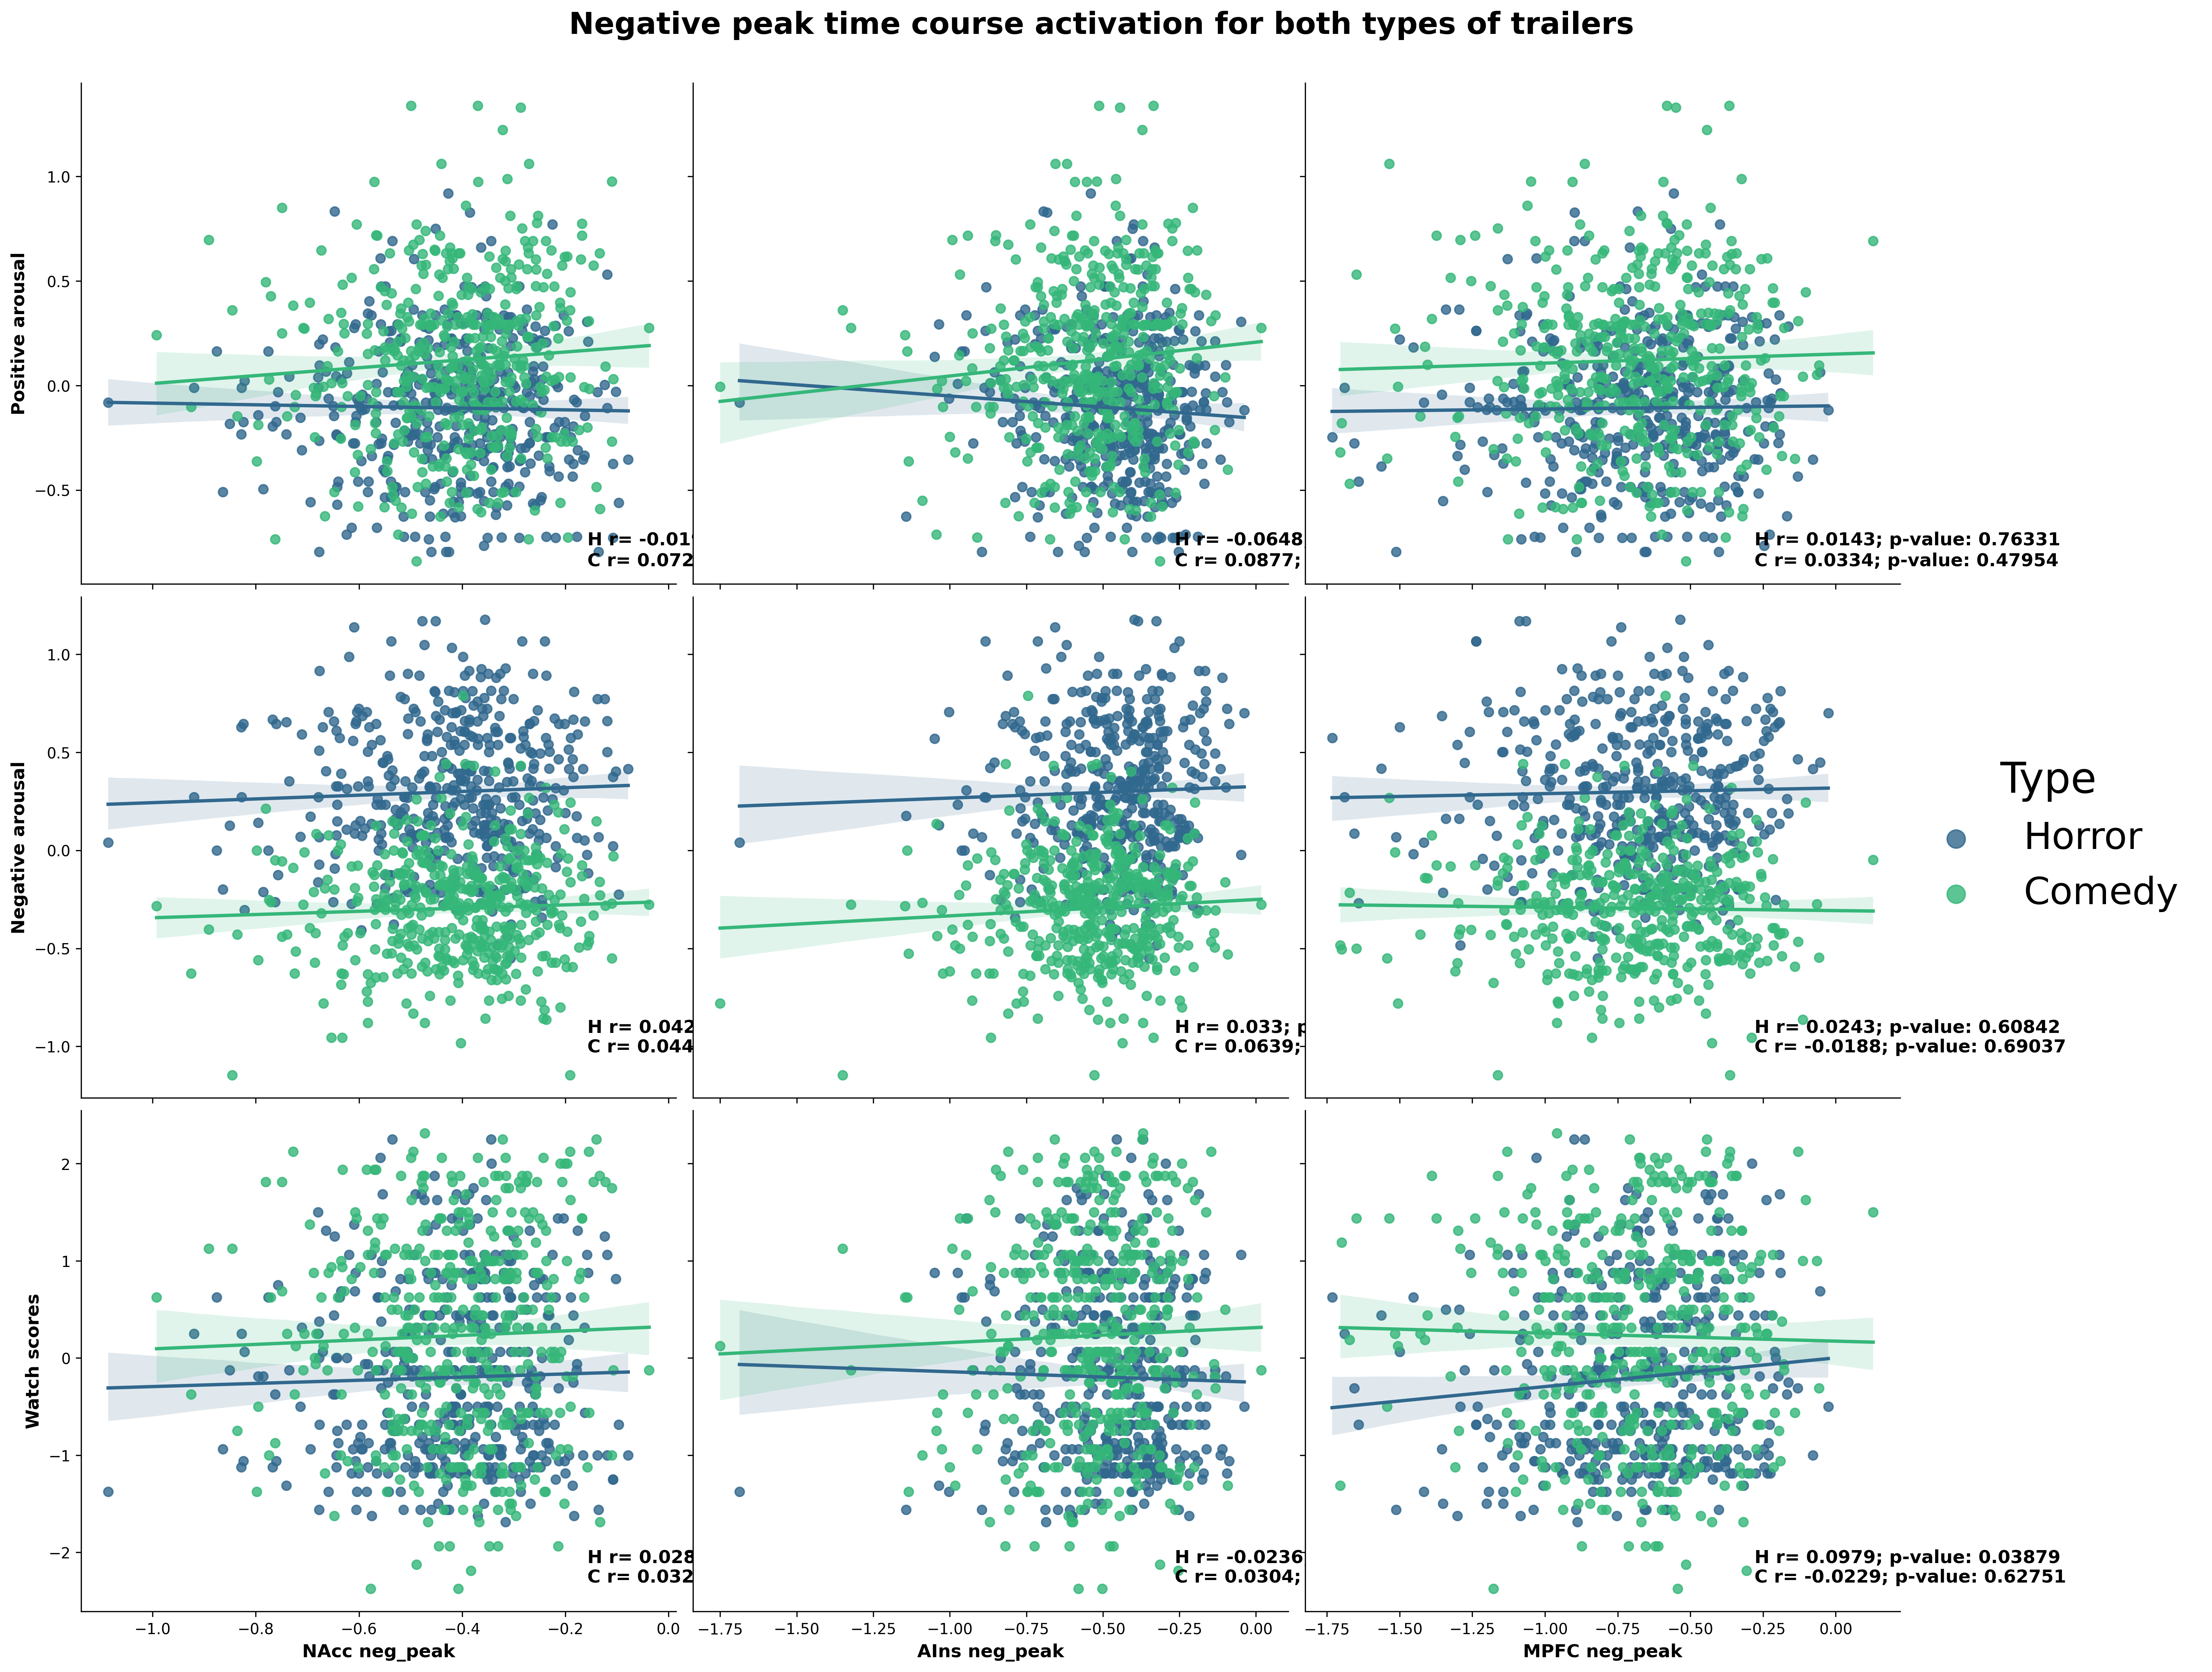 Negative peak time course activation for both types of trailers
Positive arousal
1.0
0.5
0.0
−0.5
H r= -0.01
C r= 0.072
H r= -0.0648
C r= 0.0877;
H r= 0.0143; p-value: 0.76331
C r= 0.0334; p-value: 0.47954
Negative arousal
1.0
0.5
0.0
−0.5
−1.0
H r= 0.042
C r= 0.044
H r= 0.033; p
C r= 0.0639;
H r= 0.0243; p-value: 0.60842
C r= -0.0188; p-value: 0.69037
Type
Horror
Comedy
Watch scores
2
1
0
−1
−2
H r= 0.028
C r= 0.032
H r= -0.0236
C r= 0.0304;
H r= 0.0979; p-value: 0.03879
C r= -0.0229; p-value: 0.62751
−1.0 −0.8 −0.6 −0.4 −0.2 0.0
NAcc neg_peak
−1.75 −1.50 −1.25 −1.00 −0.75 −0.50 −0.25 0.00
AIns neg_peak
−1.75 −1.50 −1.25 −1.00 −0.75 −0.50 −0.25 0.00
MPFC neg_peak